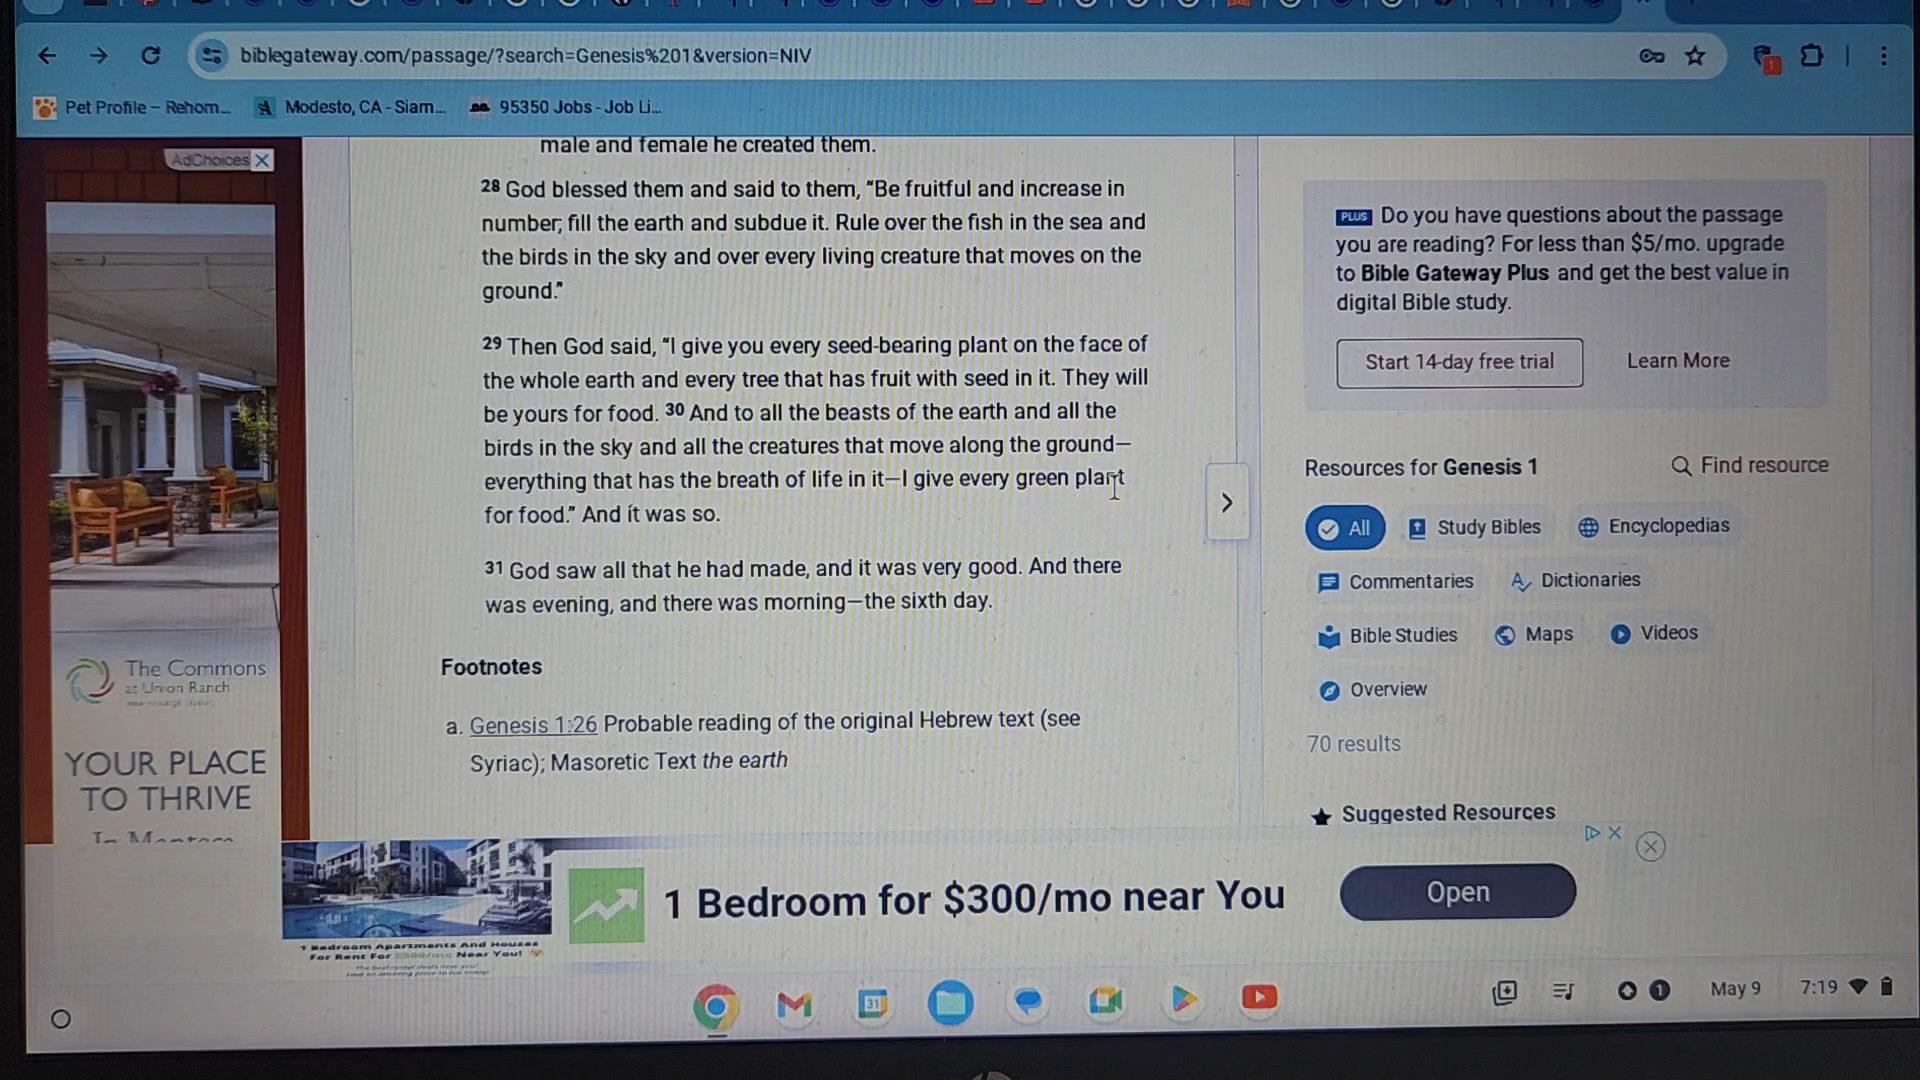 biblegateway.com/passage/?search=Genesis%201&version=NIV
1
Pet Profile – Rehom...
Modesto, CA - Siam...
95350 Jobs - Job Li...
AdChoices
male and female he created them.
28 God blessed them and said to them, “Be fruitful and increase in
number; fill the earth and subdue it. Rule over the fish in the sea and
the birds in the sky and over every living creature that moves on the
ground.”
29 Then God said, “I give you every seed-bearing plant on the face of
the whole earth and every tree that has fruit with seed in it. They will
be yours for food. 30 And to all the beasts of the earth and all the
birds in the sky and all the creatures that move along the ground—
everything that has the breath of life in it—I give every green plant
for food.” And it was so.
31 God saw all that he had made, and it was very good. And there
was evening, and there was morning—the sixth day.
Footnotes
a. Genesis 1:26 Probable reading of the original Hebrew text (see
Syriac); Masoretic Text the earth
PLUS Do you have questions about the passage
you are reading? For less than $5/mo. upgrade
to Bible Gateway Plus and get the best value in
digital Bible study.
Start 14-day free trial
Learn More
Resources for Genesis 1
Find resource
All
Study Bibles
Encyclopedias
Commentaries
Dictionaries
Bible Studies
Maps
Videos
Overview
70 results
Suggested Resources
The Commons
at Union Ranch
YOUR PLACE
TO THRIVE
1 Bedroom Apartments And Houses
For Rent For Near You!
1 Bedroom for $300/mo near You
Open
31
1
May 9
7:19